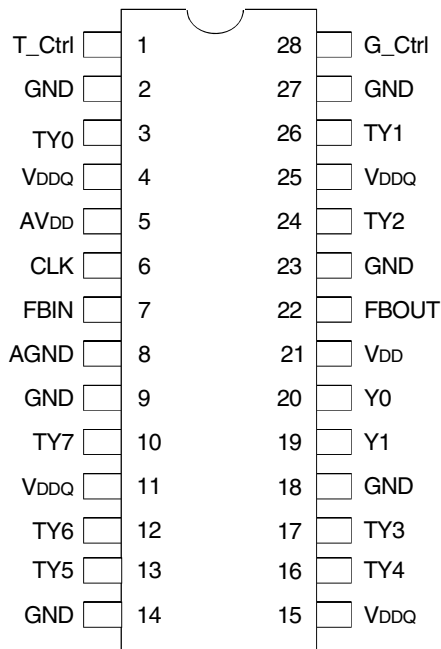 T_Ctrl 1 28 G_Ctrl
GND 2 27 GND
TY0 3 26 TY1
VDDQ 4 25 VDDQ
AVDD 5 24 TY2
CLK 6 23 GND
FBIN 7 22 FBOUT
AGND 8 21 VDD
GND 9 20 Y0
TY7 10 19 Y1
VDDQ 11 18 GND
TY6 12 17 TY3
TY5 13 16 TY4
GND 14 15 VDDQ